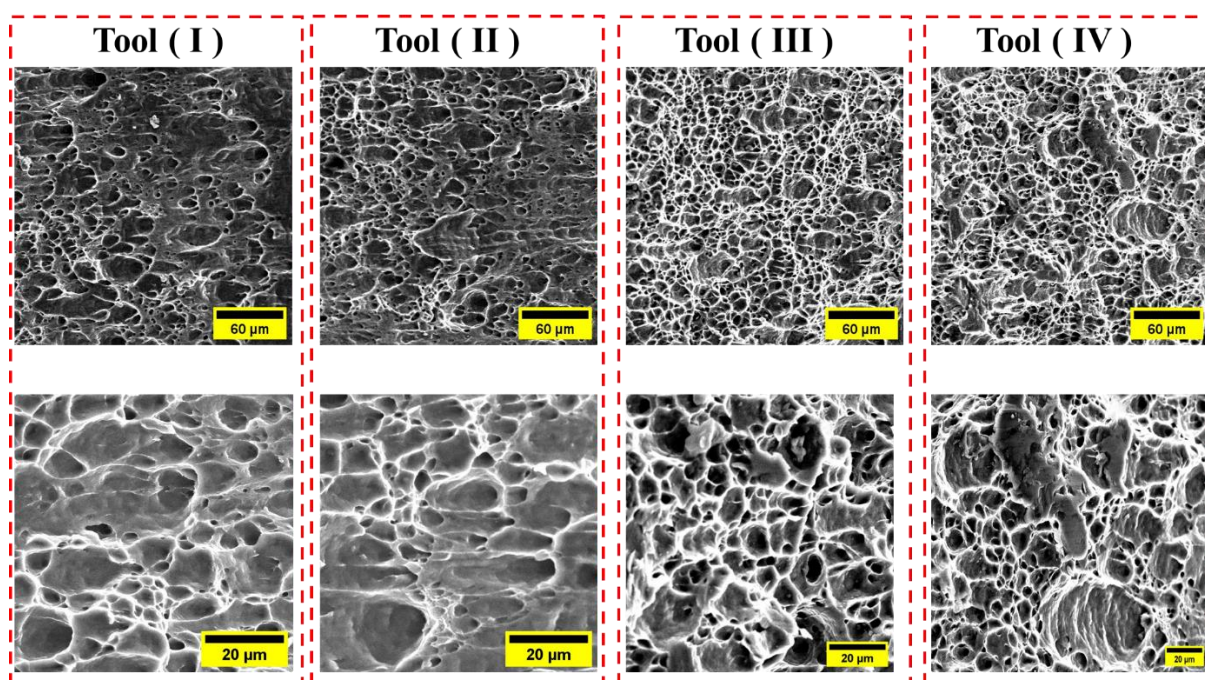 Tool ( I )
Tool ( II )
Tool ( III )
Tool ( IV )
60 µm
60 µm
60 µm
60 µm
20 µm
20 µm
20 µm
20 µm